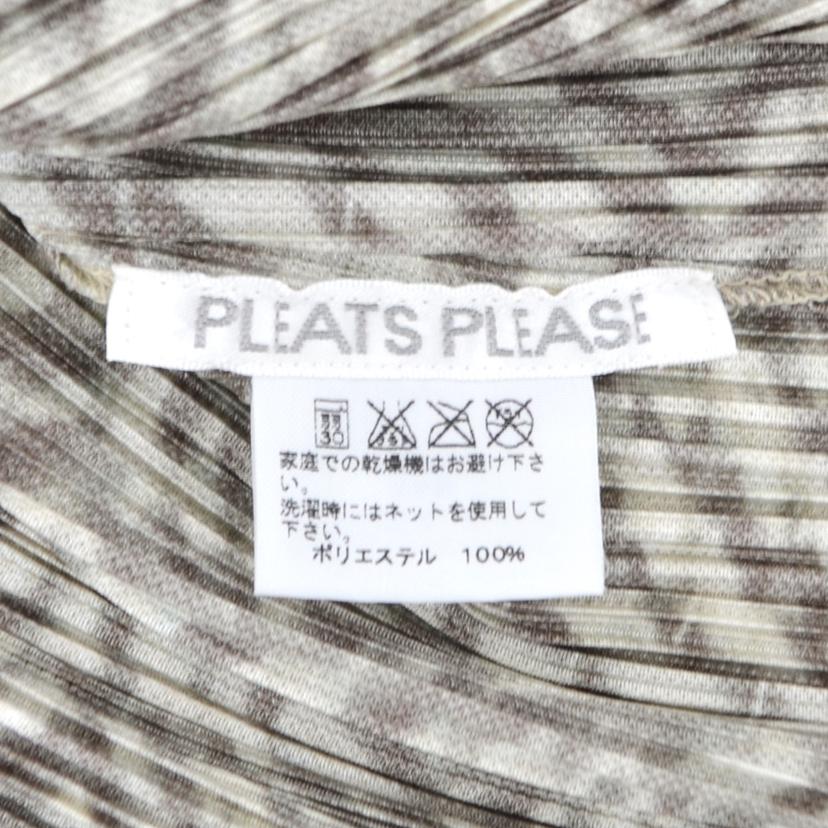 PLEATS PLEASE
30
家庭での乾燥機はお避け下さ
い。
洗濯時にはネットを使用して
下さい。
ポリエステル 100%